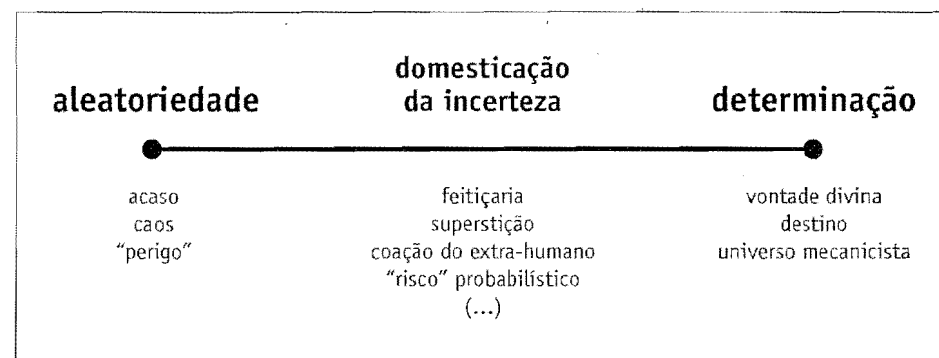 aleatoriedade
domesticação
da incerteza
determinação
acaso
caos
"perigo"
feitiçaria
superstição
coação do extra-humano
"risco" probabilístico
(...)
vontade divina
destino
universo mecanicista